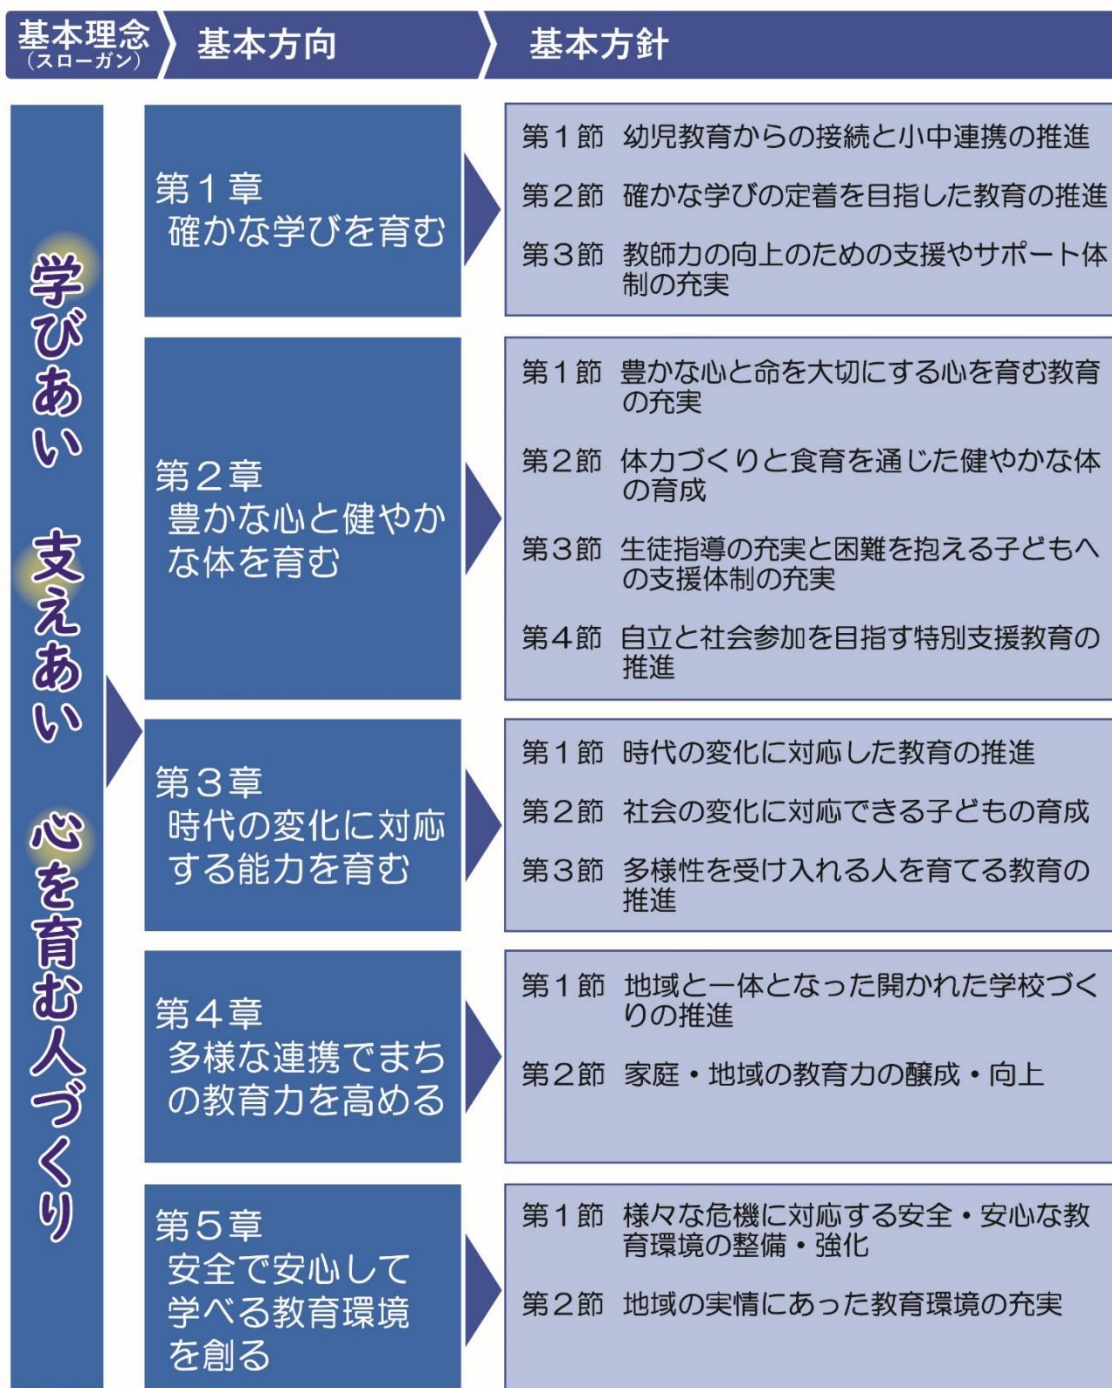 基本理念
（スローガン）
基本方向
基本方針
学びあい　支えあい　心を育む人づくり
第１章
確かな学びを育む
第１節　幼児教育からの接続と小中連携の推進
第２節　確かな学びの定着を目指した教育の推進
第３節　教師力の向上のための支援やサポート体
制の充実
第２章
豊かな心と健やか
な体を育む
第１節　豊かな心と命を大切にする心を育む教育
の充実
第２節　体力づくりと食育を通じた健やかな体
の育成
第３節　生徒指導の充実と困難を抱える子どもへ
の支援体制の充実
第４節　自立と社会参加を目指す特別支援教育の
推進
第３章
時代の変化に対応
する能力を育む
第１節　時代の変化に対応した教育の推進
第２節　社会の変化に対応できる子どもの育成
第３節　多様性を受け入れる人を育てる教育の
推進
第４章
多様な連携でまち
の教育力を高める
第１節　地域と一体となった開かれた学校づく
りの推進
第２節　家庭・地域の教育力の醸成・向上
第５章
安全で安心して
学べる教育環境
を創る
第１節　様々な危機に対応する安全・安心な教
育環境の整備・強化
第２節　地域の実情にあった教育環境の充実